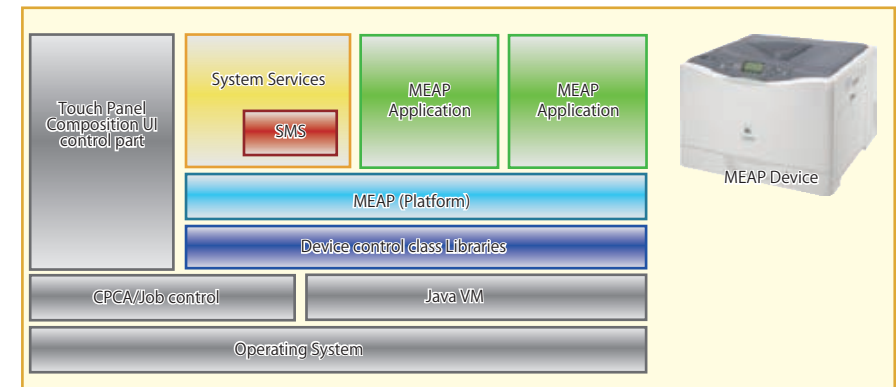 Touch Panel
Composition UI
control part
System Services
SMS
MEAP
Application
MEAP
Application
MEAP Device
MEAP (Platform)
Device control class Libraries
CPCA/Job control
Java VM
Operating System